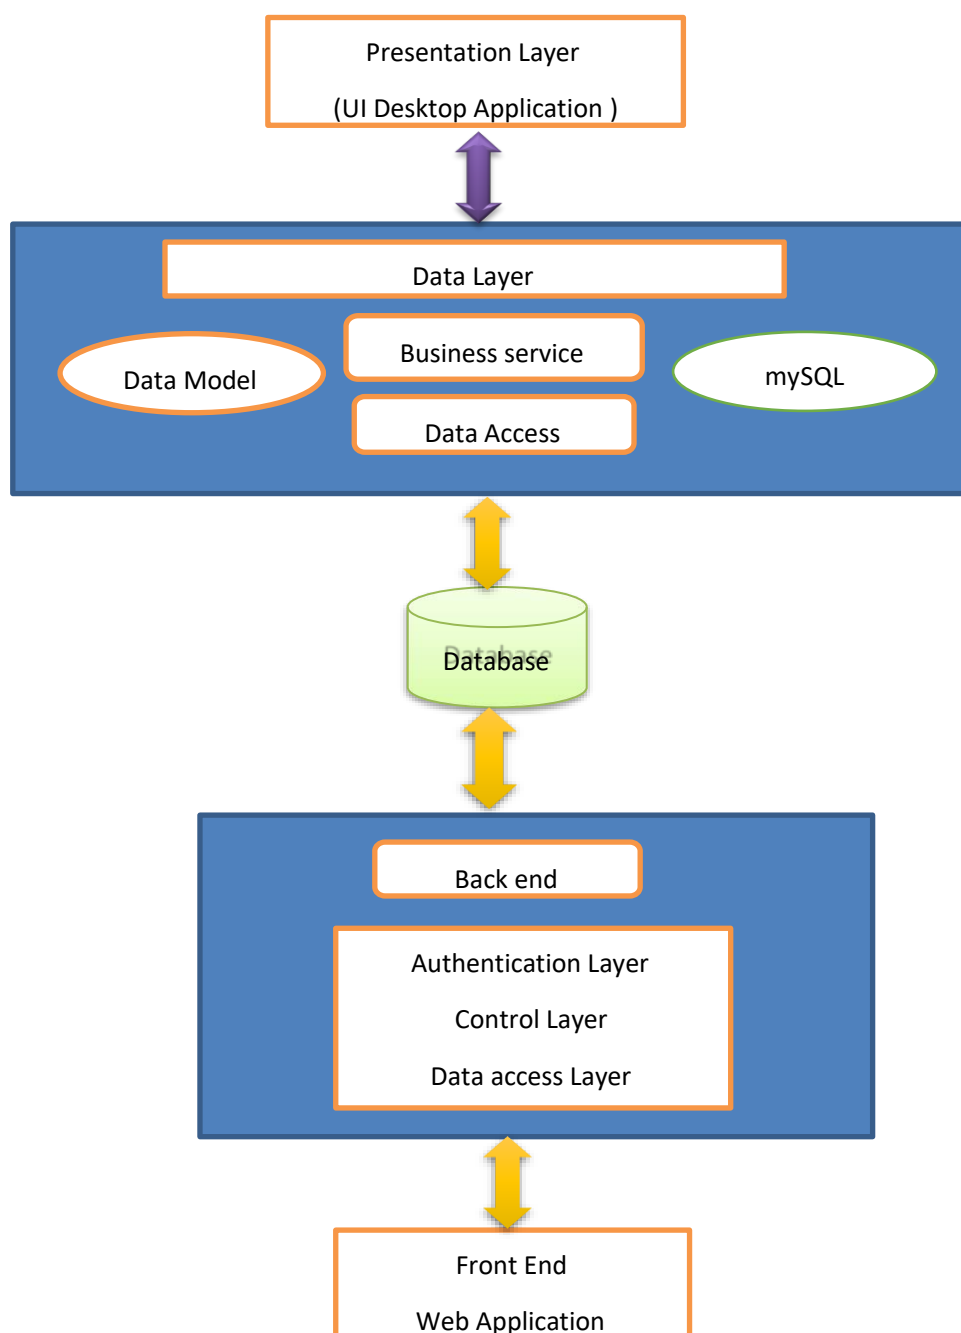 Presentation Layer
(UI Desktop Application )
Data Layer
Data Model
Business service
mySQL
Data Access
Database
Back end
Authentication Layer
Control Layer
Data access Layer
Front End
Web Application